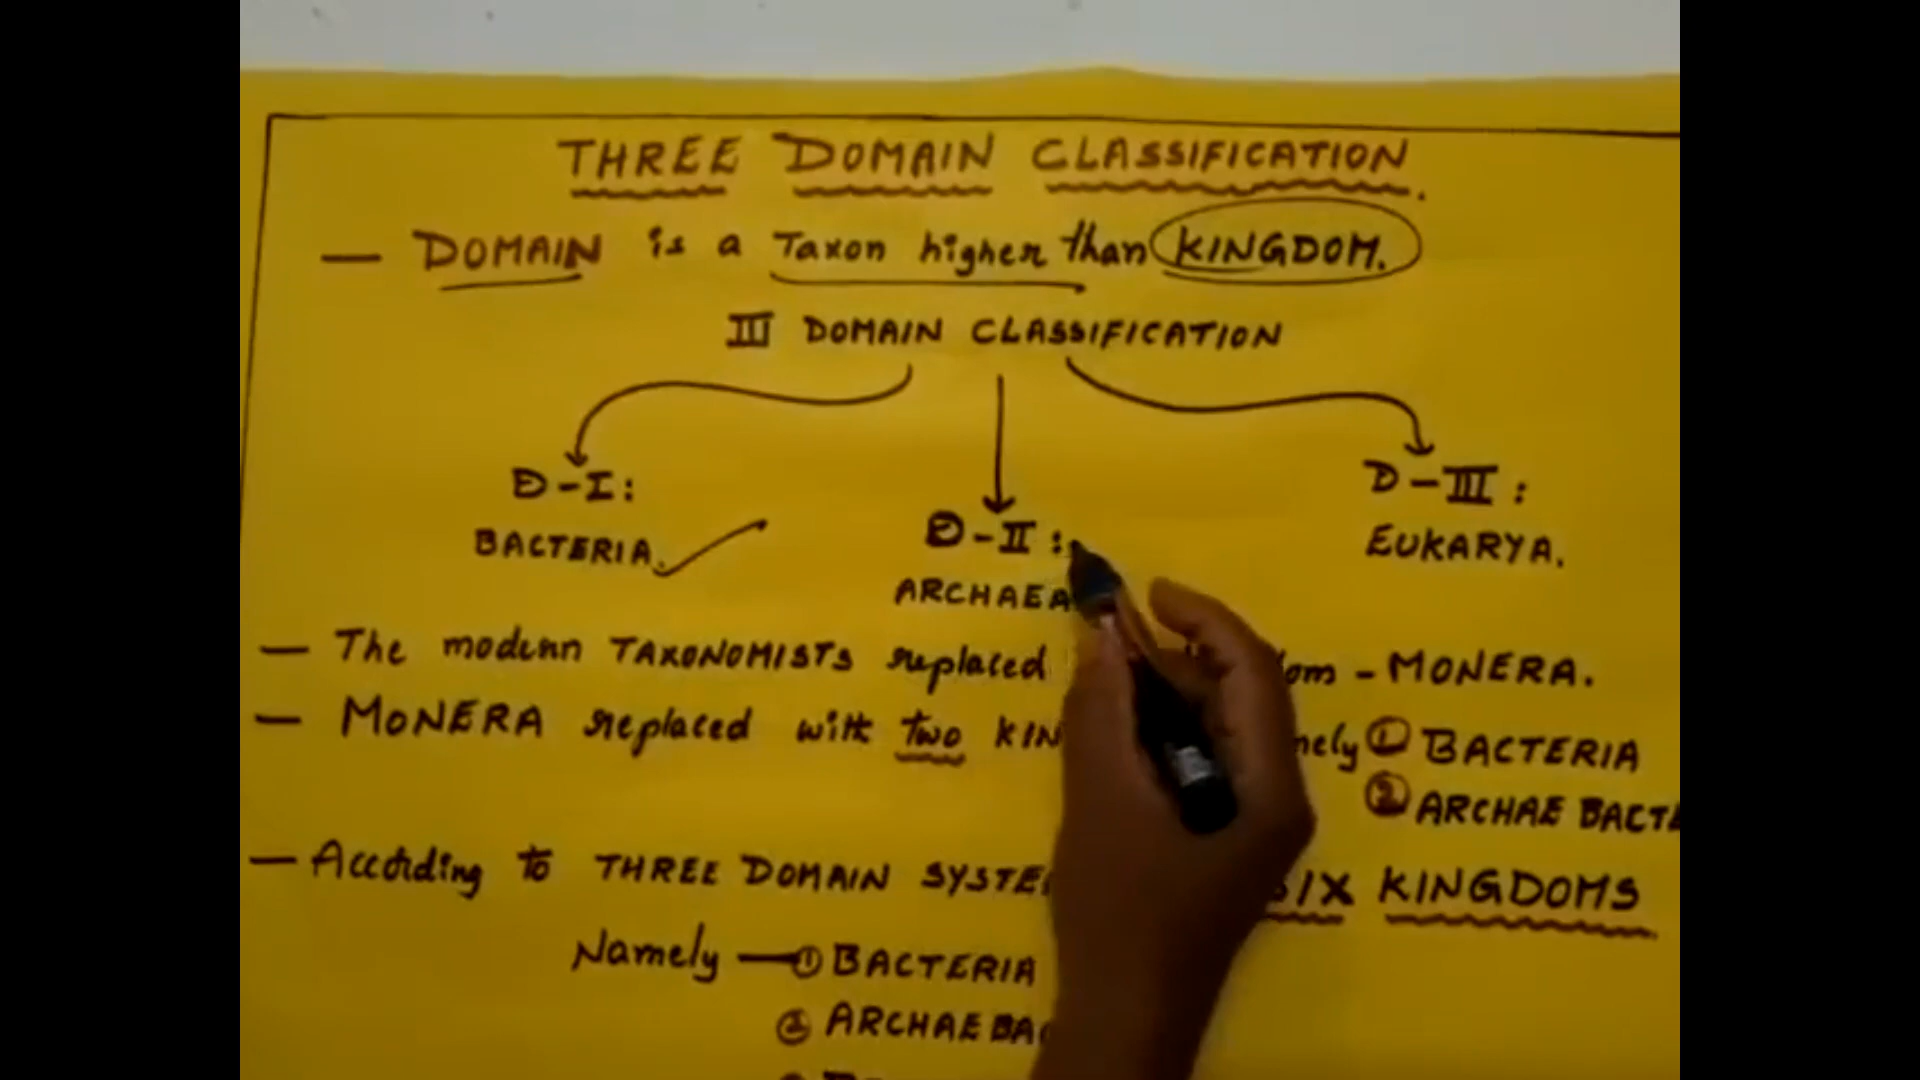 THREE DOMAIN CLASSIFICATION.
— DOMAIN is a Taxon higher than KINGDOM.
III DOMAIN CLASSIFICATION
D-I: D-II: D-III:
BACTERIA. ARCHAEA EUKARYA.
— The modern TAXONOMISTS replaced - MONERA.
— MONERA replaced with two ① BACTERIA
② ARCHAE
— According to THREE DOMAIN SIX KINGDOMS
Namely — ① BACTERIA
②